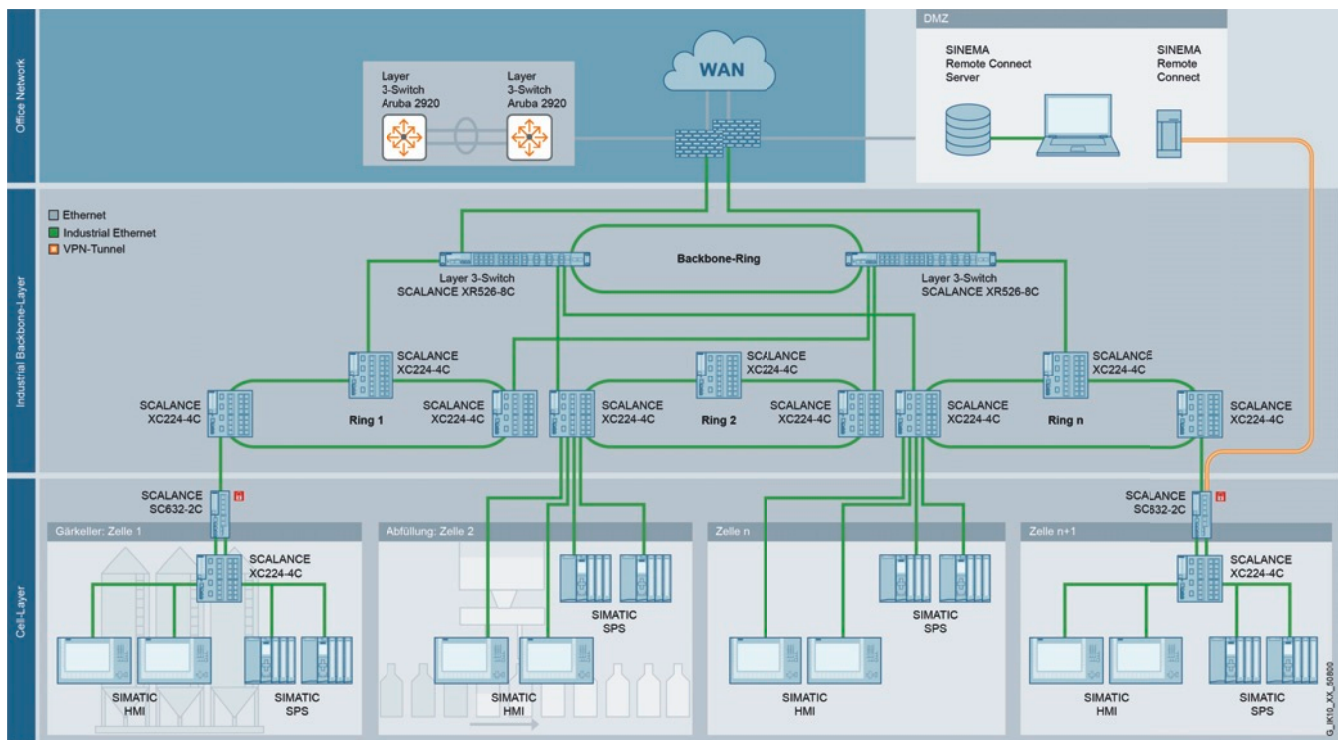 Office Network
Layer
3-Switch
Aruba 2920
Layer
3-Switch
Aruba 2920
WAN
DMZ
SINEMA
Remote Connect
Server
SINEMA
Remote
Connect
Industrial Backbone-Layer
Ethernet
Industrial Ethernet
VPN-Tunnel
Backbone-Ring
Layer 3-Switch
SCALANCE XR526-8C
Layer 3-Switch
SCALANCE XR526-8C
SCALANCE
XC224-4C
SCALANCE
XC224-4C
SCALANCE
XC224-4C
SCALANCE
XC224-4C
Ring 1
SCALANCE
XC224-4C
SCALANCE
XC224-4C
Ring 2
SCALANCE
XC224-4C
SCALANCE
XC224-4C
Ring n
SCALANCE
XC224-4C
Cell-Layer
SCALANCE
SC632-2C
SCALANCE
SC632-2C
Gärkeller: Zelle 1
SCALANCE
XC224-4C
SIMATIC
HMI
SIMATIC
SPS
Abfüllung: Zelle 2
SIMATIC
SPS
SIMATIC
HMI
Zelle n
SIMATIC
SPS
SIMATIC
HMI
Zelle n+1
SCALANCE
XC224-4C
SIMATIC
HMI
SIMATIC
SPS
G_IK10_XX_50800